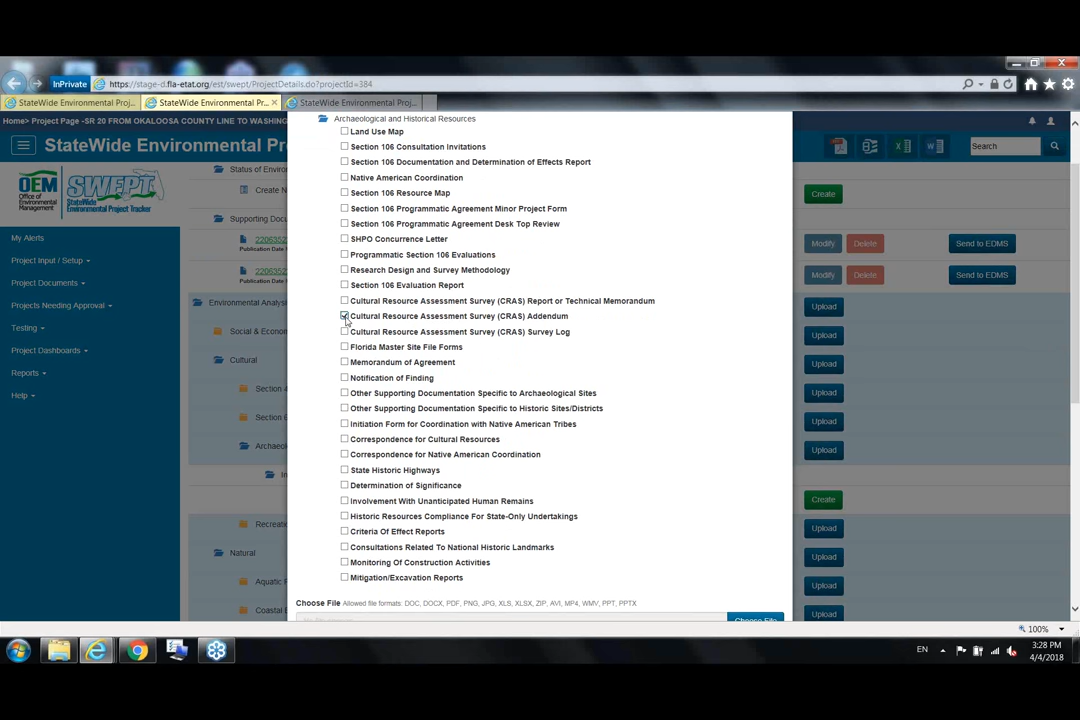 InPrivate
https://stage-d.fla-etat.org/est/swept/ProjectDetails.do?projectId=384
StateWide Environmental Proj...
StateWide Environmental Pr...
StateWide Environmental Proj...
Home> Project Page -SR 20 FROM OKALOOSA COUNTY LINE TO WASHING
StateWide Environmental Pr
Search
OEM
Office of
Environmental
Management
SWEPT
StateWide
Environmental Project Tracker
My Alerts
Project Input / Setup
Project Documents
Projects Needing Approval
Testing
Project Dashboards
Reports
Help
Status of Enviror
Create N
Create
Supporting Docu
2206352
Publication Date
Modify
Delete
Send to EDMS
2206352
Publication Date
Modify
Delete
Send to EDMS
Environmental Analysi
Upload
Social & Econom
Upload
Cultural
Upload
Section 4
Upload
Section 6
Upload
Archaeol
Upload
In
Create
Recreati
Upload
Natural
Upload
Aquatic P
Upload
Coastal B
Upload
Archaeological and Historical Resources
Land Use Map
Section 106 Consultation Invitations
Section 106 Documentation and Determination of Effects Report
Native American Coordination
Section 106 Resource Map
Section 106 Programmatic Agreement Minor Project Form
Section 106 Programmatic Agreement Desk Top Review
SHPO Concurrence Letter
Programmatic Section 106 Evaluations
Research Design and Survey Methodology
Section 106 Evaluation Report
Cultural Resource Assessment Survey (CRAS) Report or Technical Memorandum
Cultural Resource Assessment Survey (CRAS) Addendum
Cultural Resource Assessment Survey (CRAS) Survey Log
Florida Master Site File Forms
Memorandum of Agreement
Notification of Finding
Other Supporting Documentation Specific to Archaeological Sites
Other Supporting Documentation Specific to Historic Sites/Districts
Initiation Form for Coordination with Native American Tribes
Correspondence for Cultural Resources
Correspondence for Native American Coordination
State Historic Highways
Determination of Significance
Involvement With Unanticipated Human Remains
Historic Resources Compliance For State-Only Undertakings
Criteria Of Effect Reports
Consultations Related To National Historic Landmarks
Monitoring Of Construction Activities
Mitigation/Excavation Reports
Choose File Allowed file formats: DOC, DOCX, PDF, PNG, JPG, XLS, XLSX, ZIP, AVI, MP4, WMV, PPT, PPTX
Choose File
100%
EN
3:28 PM
4/4/2018